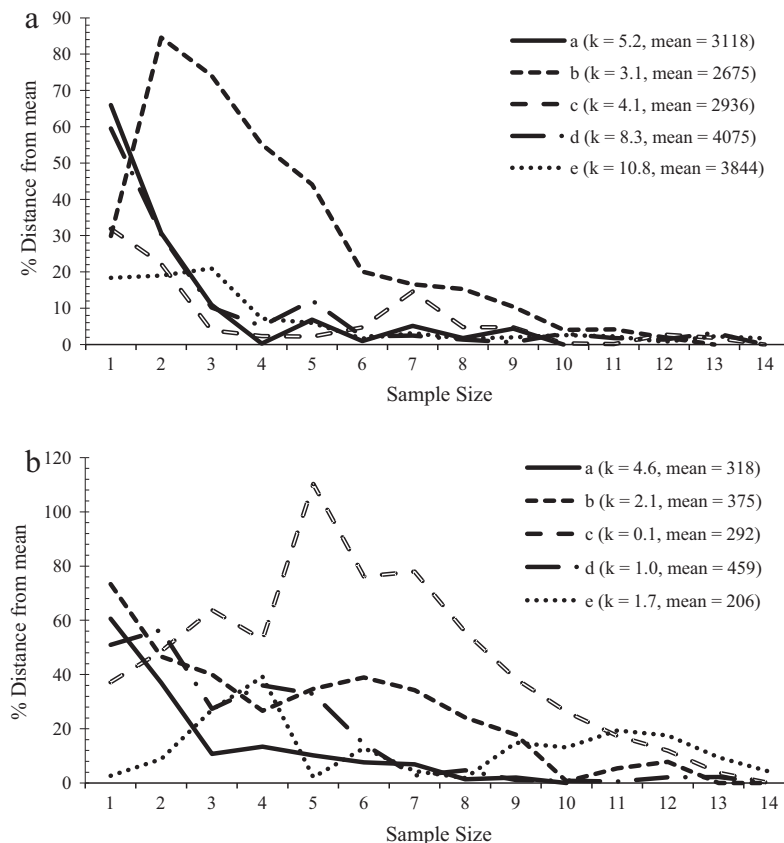 a
90
80
70
60
50
40
30
20
10
0
% Distance from mean
a (k = 5.2, mean = 3118)
b (k = 3.1, mean = 2675)
c (k = 4.1, mean = 2936)
d (k = 8.3, mean = 4075)
e (k = 10.8, mean = 3844)
1 2 3 4 5 6 7 8 9 10 11 12 13 14
Sample Size
b
120
100
80
60
40
20
0
% Distance from mean
a (k = 4.6, mean = 318)
b (k = 2.1, mean = 375)
c (k = 0.1, mean = 292)
d (k = 1.0, mean = 459)
e (k = 1.7, mean = 206)
1 2 3 4 5 6 7 8 9 10 11 12 13 14
Sample Size